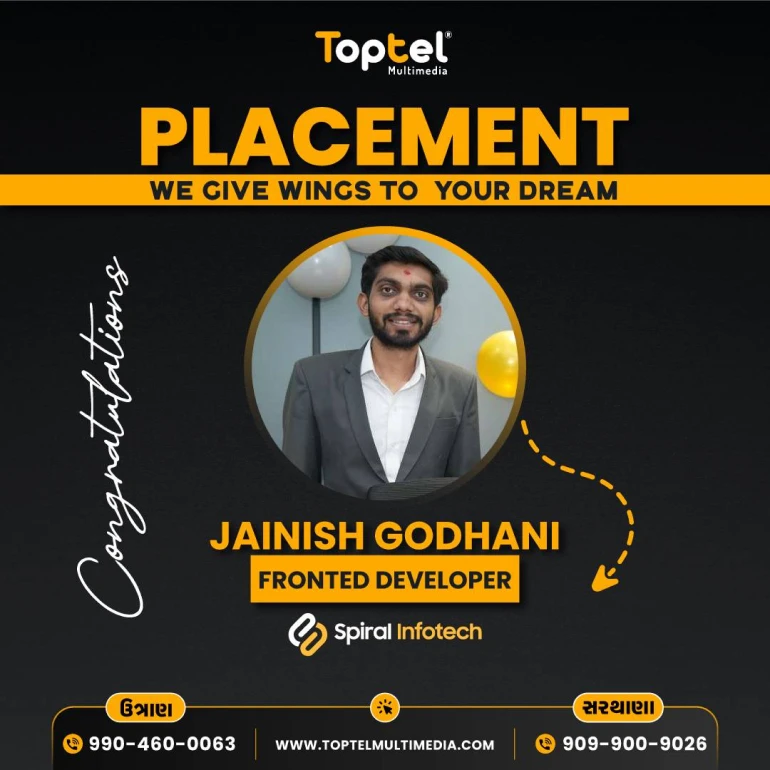 Toptel®
Multimedia
PLACEMENT
WE GIVE WINGS TO YOUR DREAM
Congratulations
JAINISH GODHANI
FRONTED DEVELOPER
Spiral Infotech
ઉત્રાણ
સરથાણા
990-460-0063
WWW.TOPTELMULTIMEDIA.COM
909-900-9026